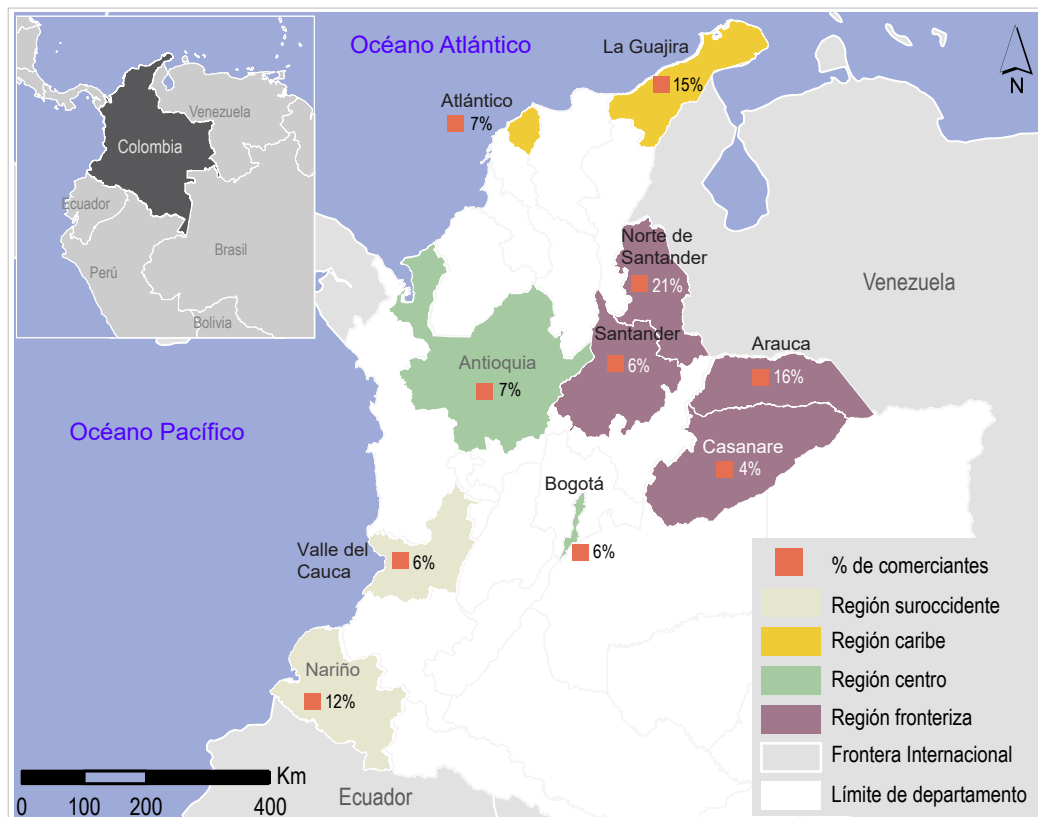 Océano Atlántico
La Guajira
15%
N
Atlántico
7%
Venezuela
Colombia
Ecuador
Brasil
Perú
Bolivia
Norte de
Santander
21%
Venezuela
Santander
6%
Arauca
16%
Antioquia
7%
Océano Pacífico
Casanare
4%
Bogotá
6%
Valle del
Cauca
6%
Nariño
12%
% de comerciantes
Región suroccidente
Región caribe
Región centro
Región fronteriza
Frontera Internacional
Límite de departamento
Km
0 100 200 400
Ecuador